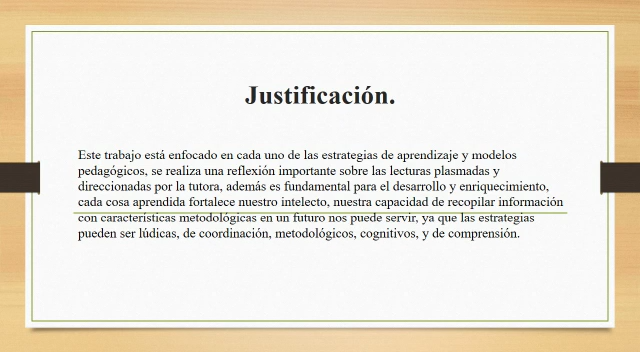 Justificación.
Este trabajo está enfocado en cada uno de las estrategias de aprendizaje y modelos
pedagógicos, se realiza una reflexión importante sobre las lecturas plasmadas y
direccionadas por la tutora, además es fundamental para el desarrollo y enriquecimiento,
cada cosa aprendida fortalece nuestro intelecto, nuestra capacidad de recopilar información
con características metodológicas en un futuro nos puede servir, ya que las estrategias
pueden ser lúdicas, de coordinación, metodológicos, cognitivos, y de comprensión.